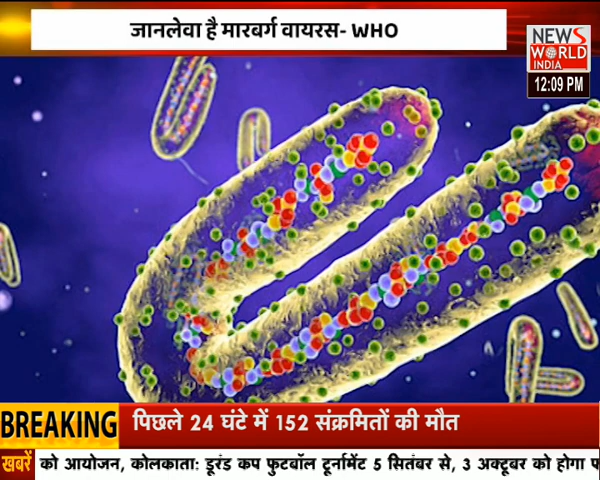 जानलेवा है मारबर्ग वायरस- WHO
NEWS
WORLD
INDIA
12:09 PM
BREAKING पिछले 24 घंटे में 152 संक्रमितों की मौत
खबरें को आयोजन, कोलकाता: डूरंड कप फुटबॉल टूर्नामेंट 5 सितंबर से, 3 अक्टूबर को होगा